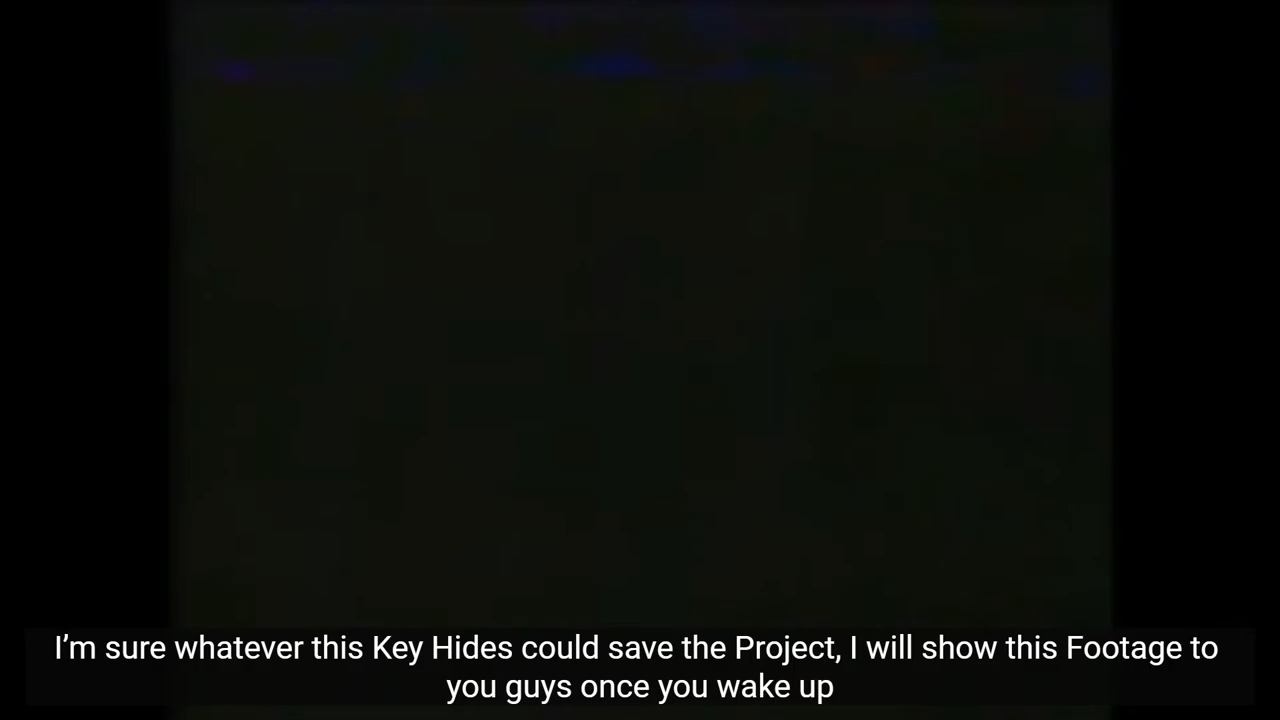 I’m sure whatever this Key Hides could save the Project, I will show this Footage to
you guys once you wake up